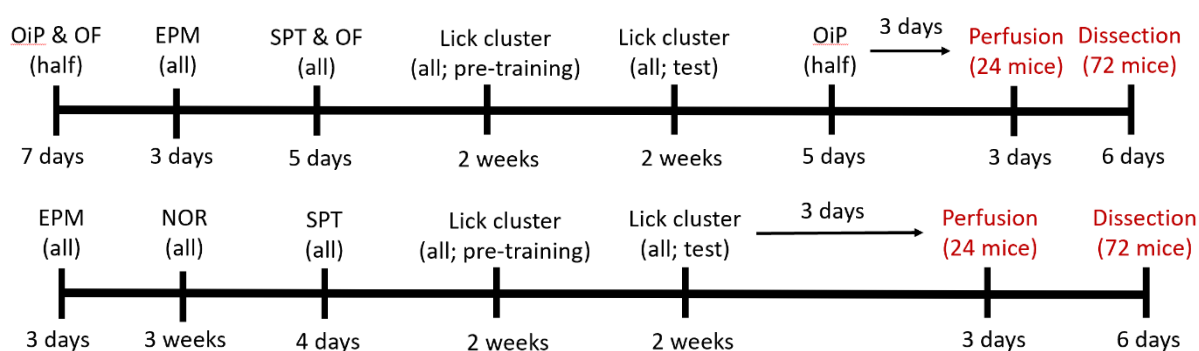 OiP & OF
(half)
EPM
(all)
SPT & OF
(all)
Lick cluster
(all; pre-training)
Lick cluster
(all; test)
OiP
(half)
3 days
Perfusion
(24 mice)
Dissection
(72 mice)
7 days
3 days
5 days
2 weeks
2 weeks
5 days
3 days
6 days
EPM
(all)
NOR
(all)
SPT
(all)
Lick cluster
(all; pre-training)
Lick cluster
(all; test)
3 days
Perfusion
(24 mice)
Dissection
(72 mice)
3 days
3 weeks
4 days
2 weeks
2 weeks
3 days
6 days